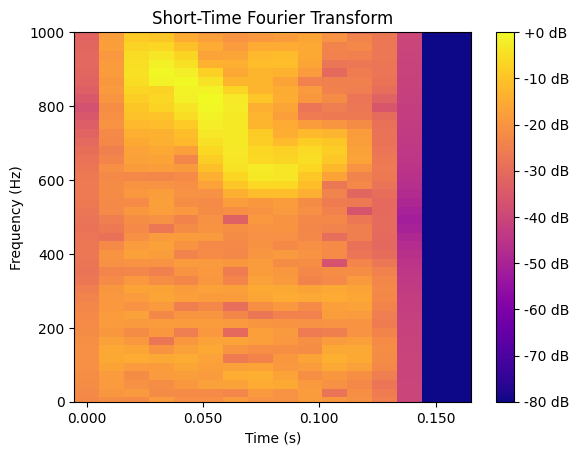 Short-Time Fourier Transform
1000
800
600
400
200
0
Frequency (Hz)
0.000
0.050
0.100
0.150
Time (s)
+0 dB
-10 dB
-20 dB
-30 dB
-40 dB
-50 dB
-60 dB
-70 dB
-80 dB